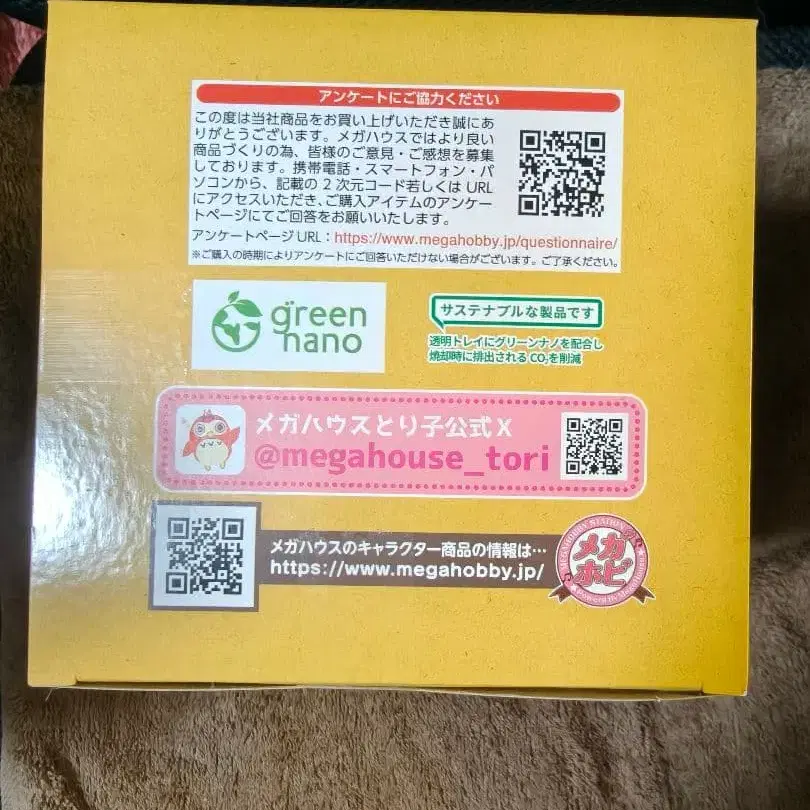 アンケートにご協力ください
この度は当社商品をお買い上げいただき誠にあ
りがとうございます。メガハウスではより良い
商品づくりの為、皆様のご意見・ご感想を募集
しております。携帯電話・スマートフォン・パ
ソコンから、記載の 2 次元コード若しくは URL
にアクセスいただき、ご購入アイテムのアンケ
ートページにてご回答をお願いいたします。
アンケートページ URL：https://www.megahobby.jp/questionnaire/
※ご購入の時期によりアンケートにご回答いただけない場合がございます。ご了承ください。
green
nano
サステナブルな製品です
透明トレイにグリーンナノを配合し
焼却時に排出される CO₂を削減
メガハウスとり子公式 X
@megahouse_tori
メガハウスのキャラクター商品の情報は…
https://www.megahobby.jp/
MEGAHOBBY STATION
メガ
ホビ
Powered by MegaHouse